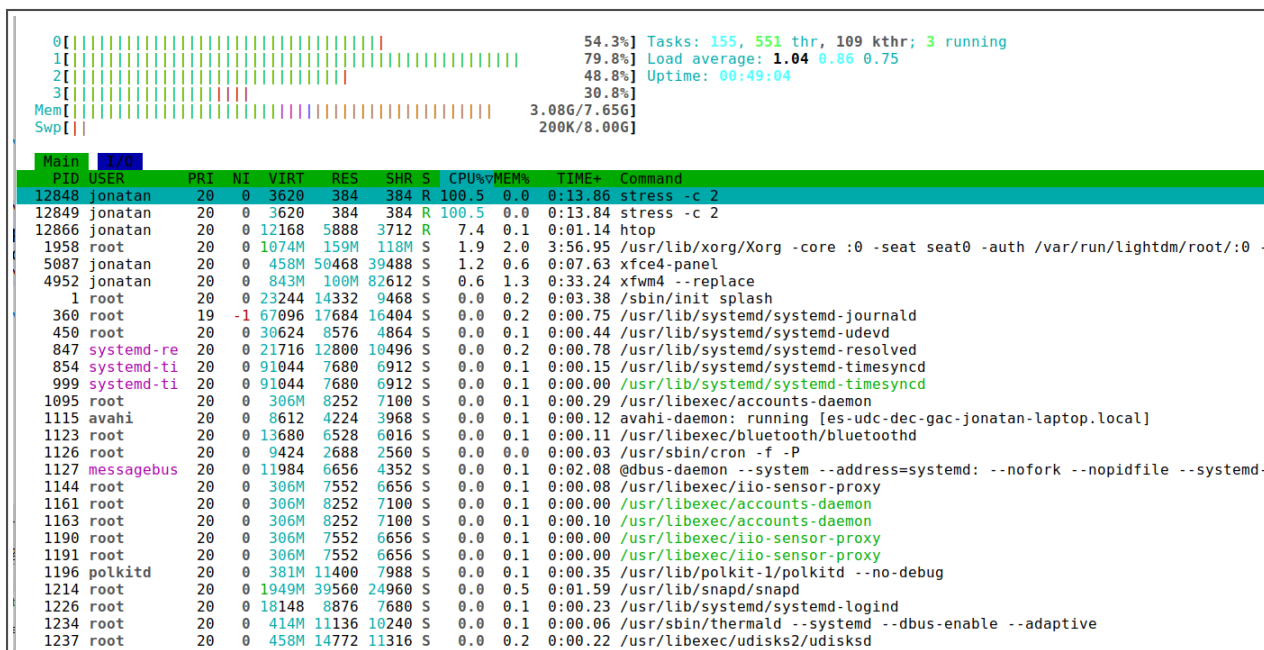 0[ 54.3%] Tasks: 155, 551 thr, 109 kthr; 3 running
1[ 79.8%] Load average: 1.04 0.86 0.75
2[ 48.8%] Uptime: 00:49:04
3[ 30.8%]
Mem[ 3.08G/7.65G]
Swp[ 200K/8.00G]
Main I/O
PID USER PRI NI VIRT RES SHR S CPU%▽MEM% TIME+ Command
12848 jonatan 20 0 3620 384 384 R 100.5 0.0 0:13.86 stress -c 2
12849 jonatan 20 0 3620 384 384 R 100.5 0.0 0:13.84 stress -c 2
12866 jonatan 20 0 12168 5888 3712 R 7.4 0.1 0:01.14 htop
1958 root 20 0 1074M 159M 118M S 1.9 2.0 3:56.95 /usr/lib/xorg/Xorg -core :0 -seat seat0 -auth /var/run/lightdm/root/:0 -
5087 jonatan 20 0 458M 50468 39488 S 1.2 0.6 0:07.63 xfce4-panel
4952 jonatan 20 0 843M 100M 82612 S 0.6 1.3 0:33.24 xfwm4 --replace
1 root 20 0 23244 14332 9468 S 0.0 0.2 0:03.38 /sbin/init splash
360 root 19 -1 67096 17684 16404 S 0.0 0.2 0:00.75 /usr/lib/systemd/systemd-journald
450 root 20 0 30624 8576 4864 S 0.0 0.1 0:00.44 /usr/lib/systemd/systemd-udevd
847 systemd-re 20 0 21716 12800 10496 S 0.0 0.2 0:00.78 /usr/lib/systemd/systemd-resolved
854 systemd-ti 20 0 91044 7680 6912 S 0.0 0.1 0:00.15 /usr/lib/systemd/systemd-timesyncd
999 systemd-ti 20 0 91044 7680 6912 S 0.0 0.1 0:00.00 /usr/lib/systemd/systemd-timesyncd
1095 root 20 0 306M 8252 7100 S 0.0 0.1 0:00.29 /usr/libexec/accounts-daemon
1115 avahi 20 0 8612 4224 3968 S 0.0 0.1 0:00.12 avahi-daemon: running [es-udc-dec-gac-jonatan-laptop.local]
1123 root 20 0 13680 6528 6016 S 0.0 0.1 0:00.11 /usr/libexec/bluetooth/bluetoothd
1126 root 20 0 9424 2688 2560 S 0.0 0.0 0:00.03 /usr/sbin/cron -f -P
1127 messagebus 20 0 11984 6656 4352 S 0.0 0.1 0:02.08 @dbus-daemon --system --address=systemd: --nofork --nopidfile --systemd-
1144 root 20 0 306M 7552 6656 S 0.0 0.1 0:00.08 /usr/libexec/iio-sensor-proxy
1161 root 20 0 306M 8252 7100 S 0.0 0.1 0:00.00 /usr/libexec/accounts-daemon
1163 root 20 0 306M 8252 7100 S 0.0 0.1 0:00.10 /usr/libexec/accounts-daemon
1190 root 20 0 306M 7552 6656 S 0.0 0.1 0:00.00 /usr/libexec/iio-sensor-proxy
1191 root 20 0 306M 7552 6656 S 0.0 0.1 0:00.00 /usr/libexec/iio-sensor-proxy
1196 polkitd 20 0 381M 11400 7988 S 0.0 0.1 0:00.35 /usr/lib/polkit-1/polkitd --no-debug
1214 root 20 0 1949M 39560 24960 S 0.0 0.5 0:01.59 /usr/lib/snapd/snapd
1226 root 20 0 18148 8876 7680 S 0.0 0.1 0:00.23 /usr/lib/systemd/systemd-logind
1234 root 20 0 414M 11136 10240 S 0.0 0.1 0:00.06 /usr/sbin/thermald --systemd --dbus-enable --adaptive
1237 root 20 0 458M 14772 11316 S 0.0 0.2 0:00.22 /usr/libexec/udisks2/udisksd